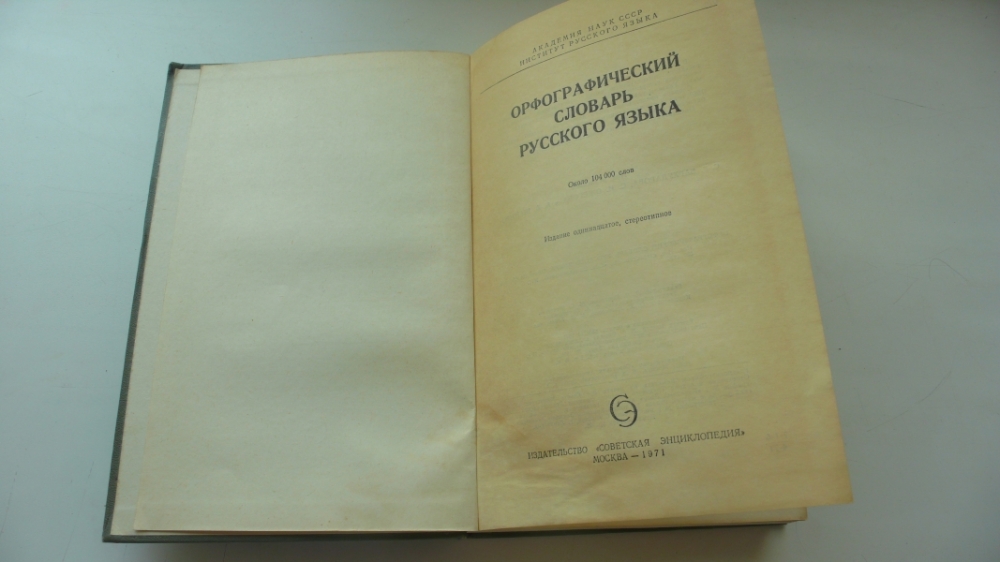 АКАДЕМИЯ НАУК СССР
ИНСТИТУТ РУССКОГО ЯЗЫКА
ОРФОГРАФИЧЕСКИЙ
СЛОВАРЬ
РУССКОГО ЯЗЫКА
Около 104 000 слов
Издание одиннадцатое, стереотипное
СЭ
ИЗДАТЕЛЬСТВО «СОВЕТСКАЯ ЭНЦИКЛОПЕДИЯ»
МОСКВА — 1971